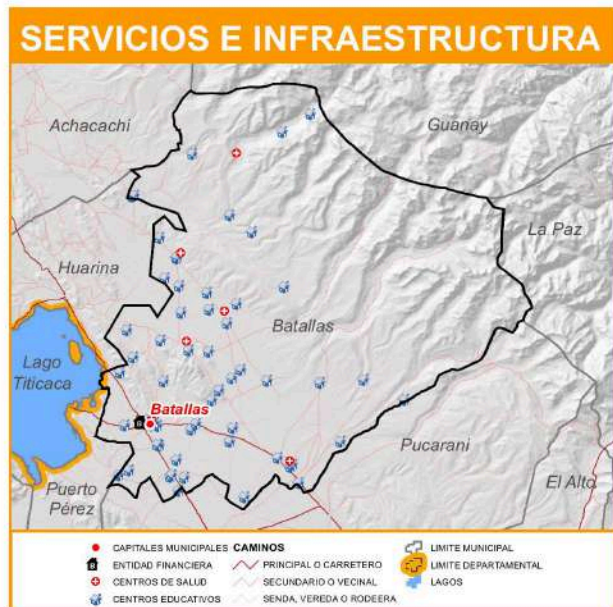 SERVICIOS E INFRAESTRUCTURA
Achacachi
Guanay
La Paz
Huarina
Batallas
Lago
Titicaca
Batallas
Pucarani
Puerto
Pérez
El Alto
CAPITALES MUNICIPALES
ENTIDAD FINANCIERA
CENTROS DE SALUD
CENTROS EDUCATIVOS
CAMINOS
PRINCIPAL O CARRETERO
SECUNDARIO O VECINAL
SENDA, VEREDA O RODEERA
LIMITE MUNICIPAL
LIMITE DEPARTAMENTAL
LAGOS